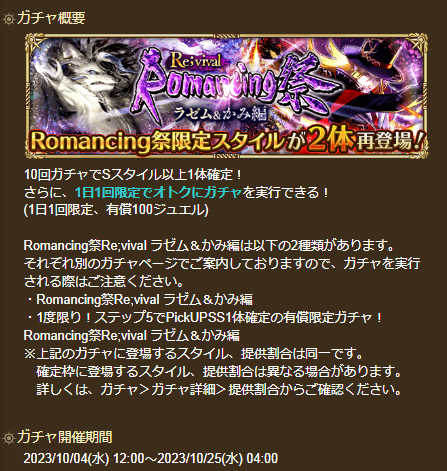 ガチャ概要
Re;vival
Romancing祭
ラゼム&かみ編
Romancing祭限定スタイルが2体再登場!
10回ガチャでSスタイル以上1体確定!
さらに、1日1回限定でオトクにガチャを実行できる!
(1日1回限定、有償100ジュエル)
Romancing祭Re;vival ラゼム&かみ編は以下の2種類があります。
それぞれ別のガチャページでご案内しておりますので、ガチャを実行
される際はご注意ください。
・Romancing祭Re;vival ラゼム&かみ編
・1度限り!ステップ5でPickUPSS1体確定の有償限定ガチャ!
Romancing祭Re;vival ラゼム&かみ編
※上記のガチャに登場するスタイル、提供割合は同一です。
確定枠に登場するスタイル、提供割合は異なる場合があります。
詳しくは、ガチャ>ガチャ詳細>提供割合からご確認ください。
ガチャ開催期間
2023/10/04(水) 12:00～2023/10/25(水) 04:00